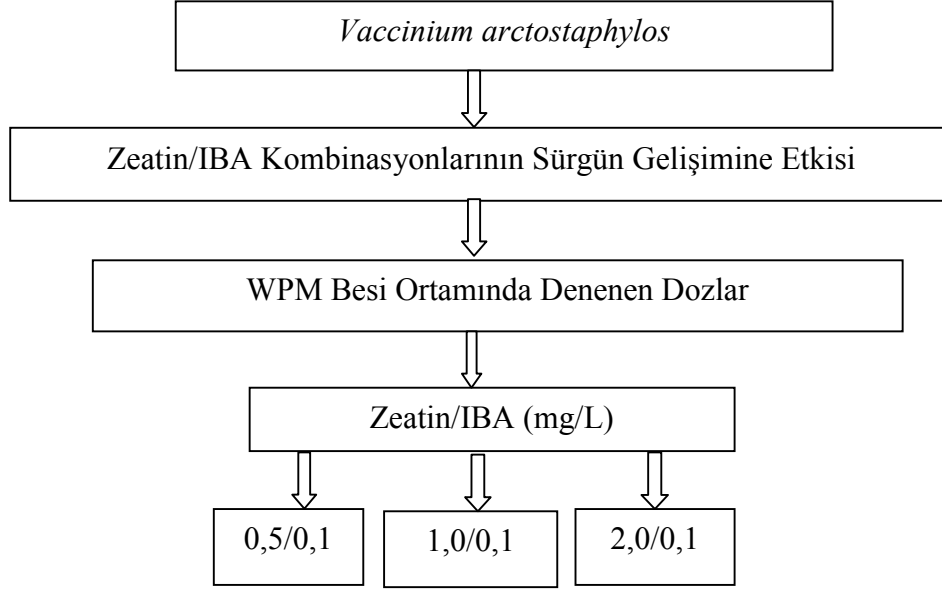 Vaccinium arctostaphylos
Zeatin/IBA Kombinasyonlarının Sürgün Gelişimine Etkisi
WPM Besi Ortamında Denenen Dozlar
Zeatin/IBA (mg/L)
0,5/0,1
1,0/0,1
2,0/0,1